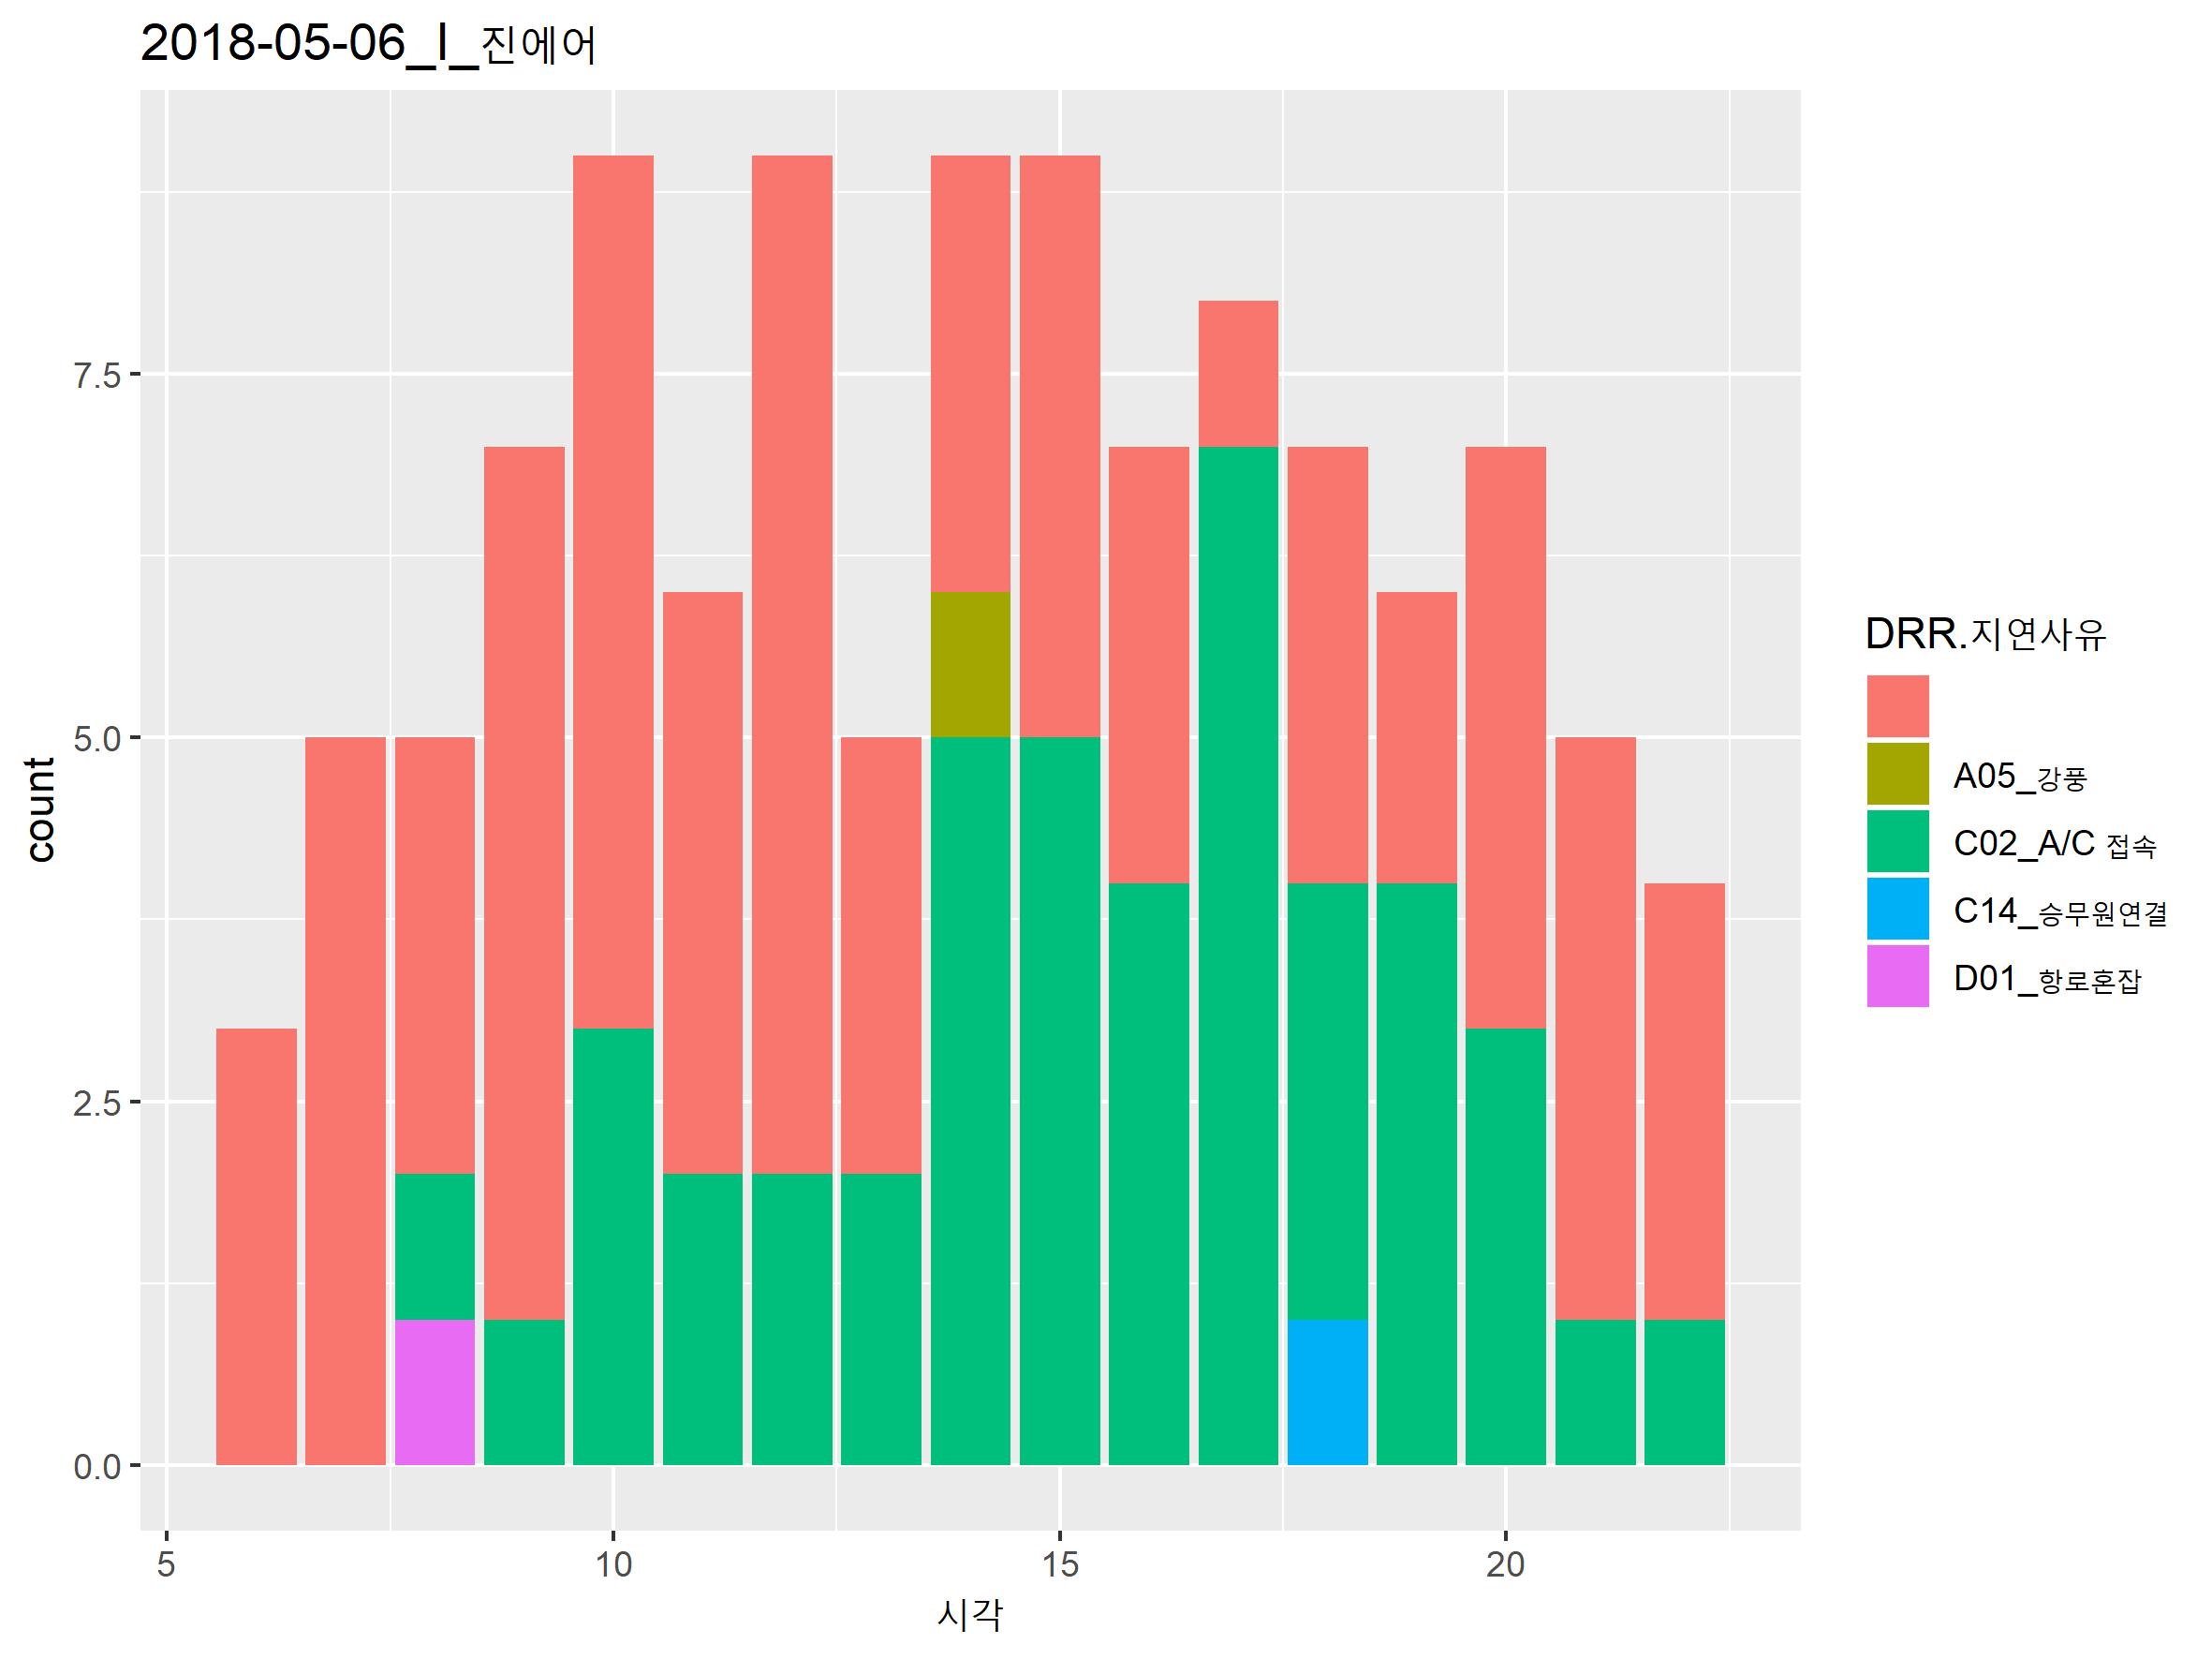 2018-05-06_I_진에어
count
7.5
5.0
2.5
0.0
5 10 15 20
시각
DRR.지연사유
A05_강풍
C02_A/C 접속
C14_승무원연결
D01_항로혼잡